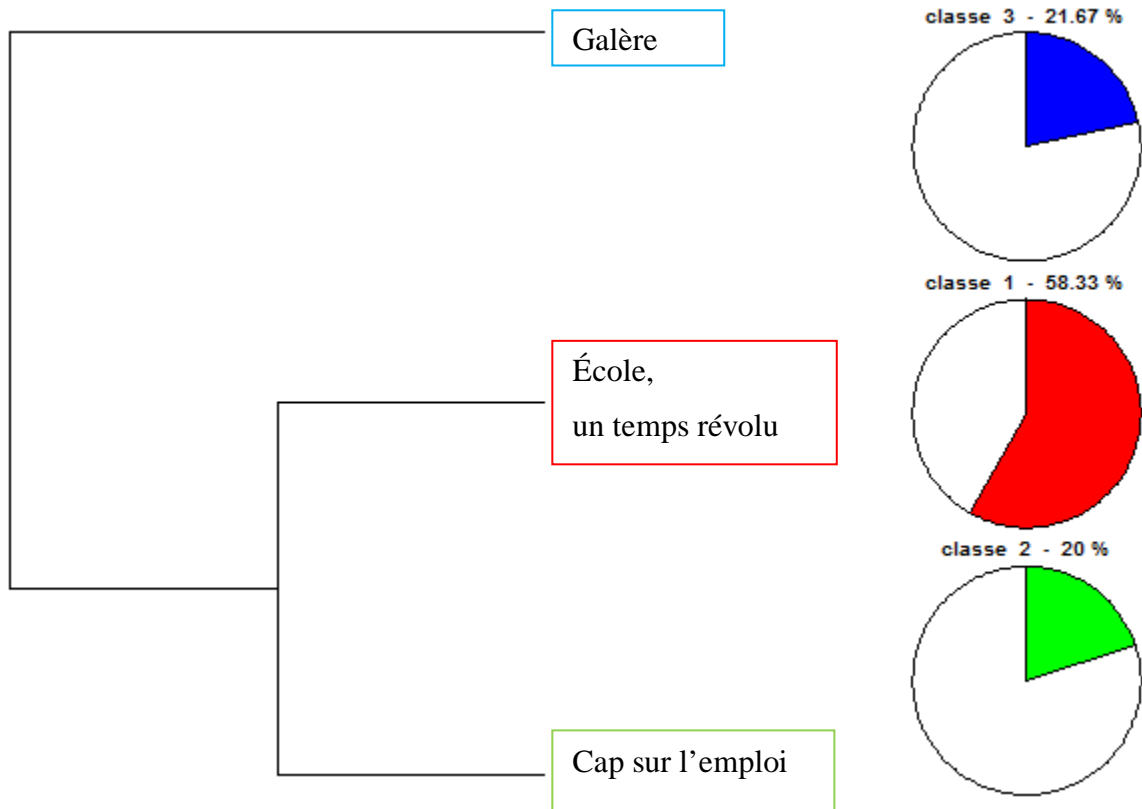 Galère
classe 3 - 21.67 %
École,
un temps révolu
classe 1 - 58.33 %
Cap sur l’emploi
classe 2 - 20 %